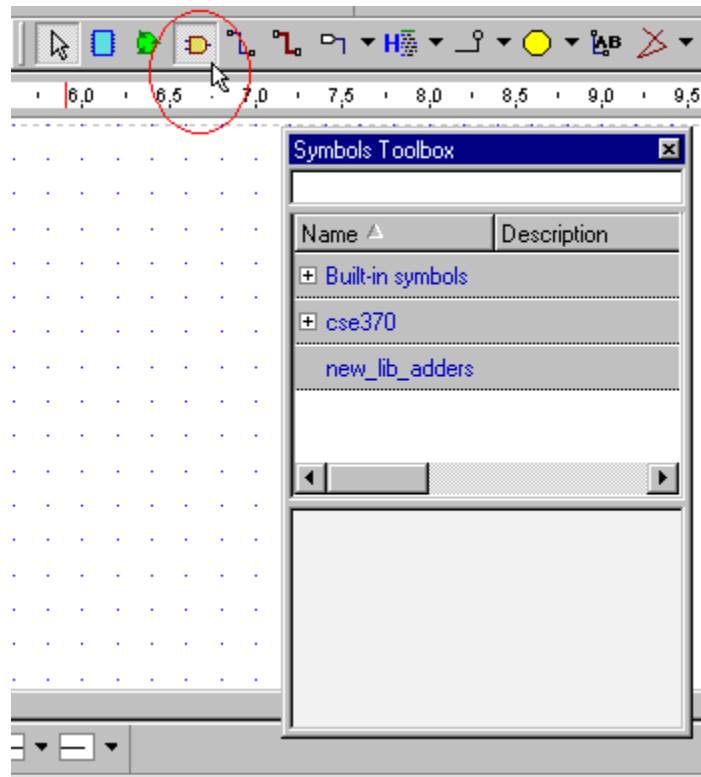 H AB
6,0 6,5 7,0 7,5 8,0 8,5 9,0 9,5
Symbols Toolbox
Name Description
Built-in symbols
cse370
new_lib_adders